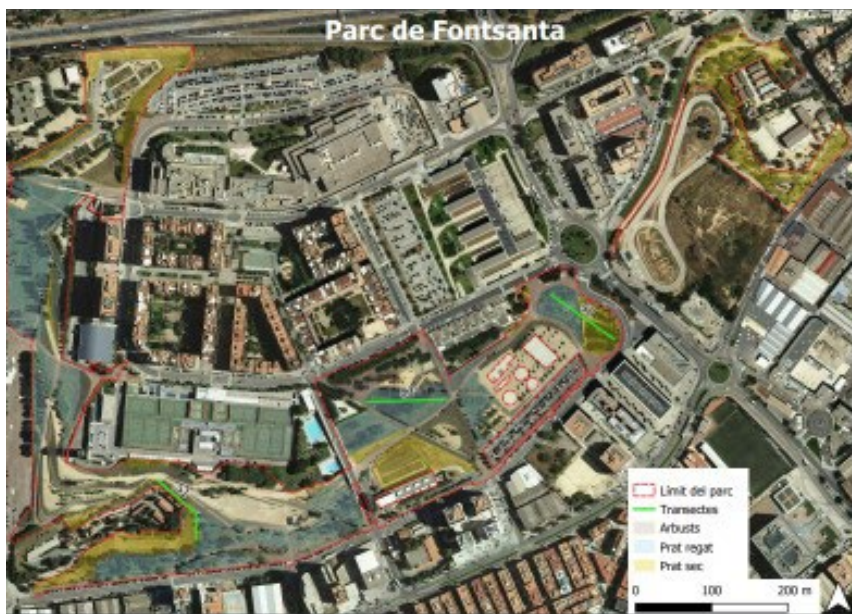 Parc de Fontsanta
Límit del parc
Transectes
Arbusts
Prat regat
Prat sec
0 100 200 m